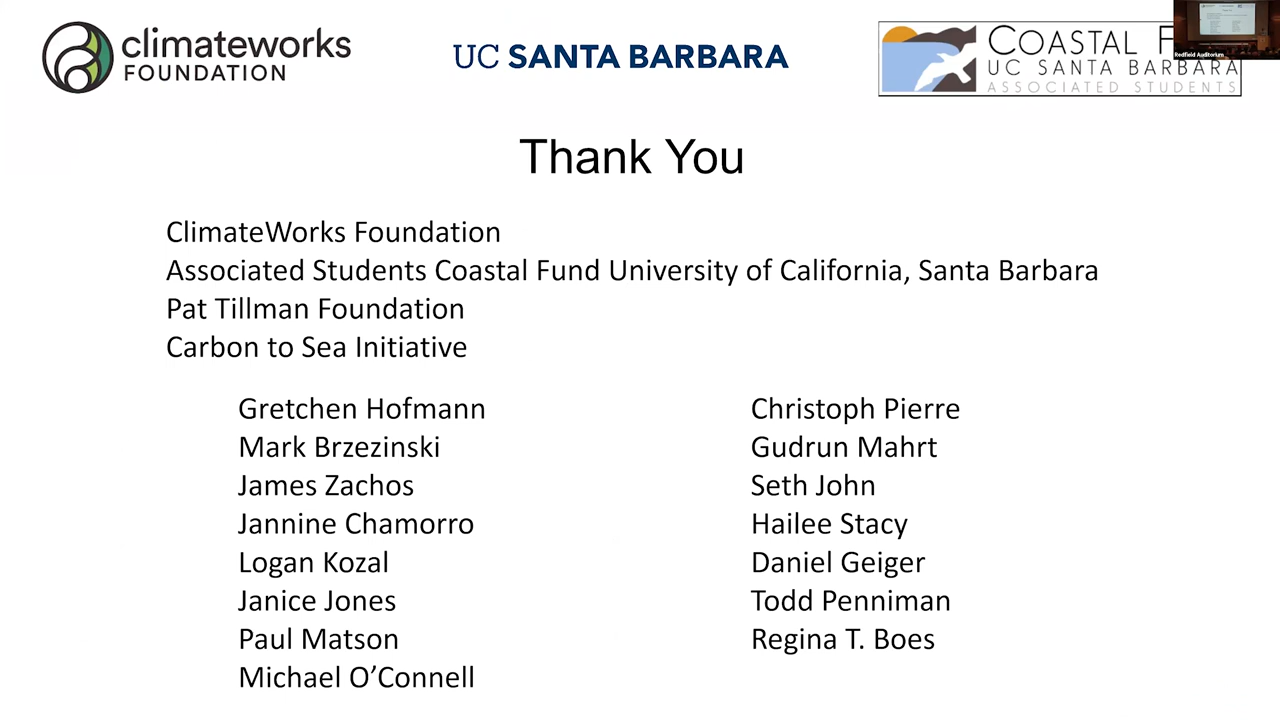 climateworks
FOUNDATION
UC SANTA BARBARA
COASTAL F
UC SANTA BARBARA
ASSOCIATED STUDENTS
Redfield Auditorium
Thank You
ClimateWorks Foundation
Associated Students Coastal Fund University of California, Santa Barbara
Pat Tillman Foundation
Carbon to Sea Initiative
Gretchen Hofmann
Mark Brzezinski
James Zachos
Jannine Chamorro
Logan Kozal
Janice Jones
Paul Matson
Michael O’Connell
Christoph Pierre
Gudrun Mahrt
Seth John
Hailee Stacy
Daniel Geiger
Todd Penniman
Regina T. Boes